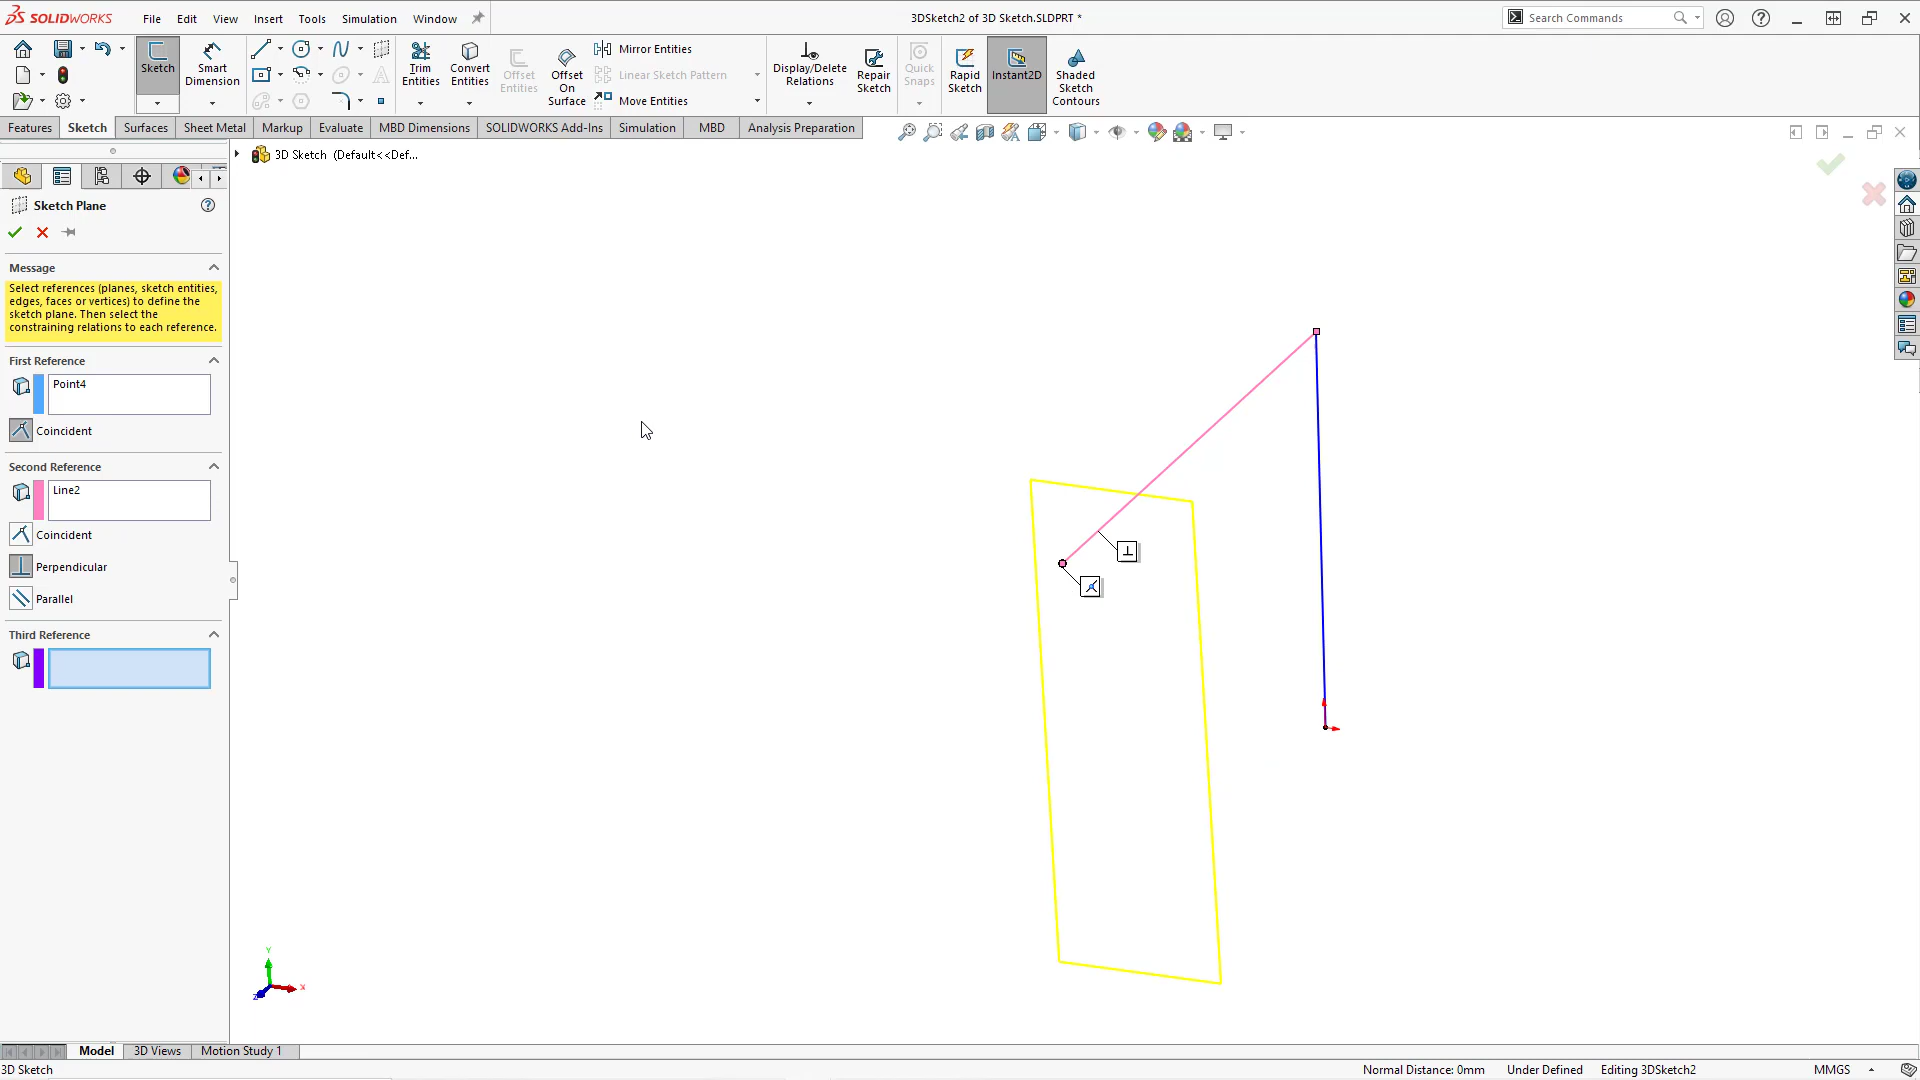 SOLIDWORKS
File Edit View Insert Tools Simulation Window
3DSketch2 of 3D Sketch.SLDPRT *
Search Commands
Sketch
Smart
Dimension
Trim
Entities
Convert
Entities
Offset
Entities
Offset
On
Surface
Mirror Entities
Linear Sketch Pattern
Move Entities
Display/Delete
Relations
Repair
Sketch
Quick
Snaps
Rapid
Sketch
Instant2D
Shaded
Sketch
Contours
Features Sketch Surfaces Sheet Metal Markup Evaluate MBD Dimensions SOLIDWORKS Add-Ins Simulation MBD Analysis Preparation
3D Sketch (Default<<Def...
Sketch Plane
Message
Select references (planes, sketch entities,
edges, faces or vertices) to define the
sketch plane. Then select the
constraining relations to each reference.
First Reference
Point4
Coincident
Second Reference
Line2
Coincident
Perpendicular
Parallel
Third Reference
Y
X
Z
Model 3D Views Motion Study 1
3D Sketch
Normal Distance: 0mm Under Defined Editing 3DSketch2 MMGS